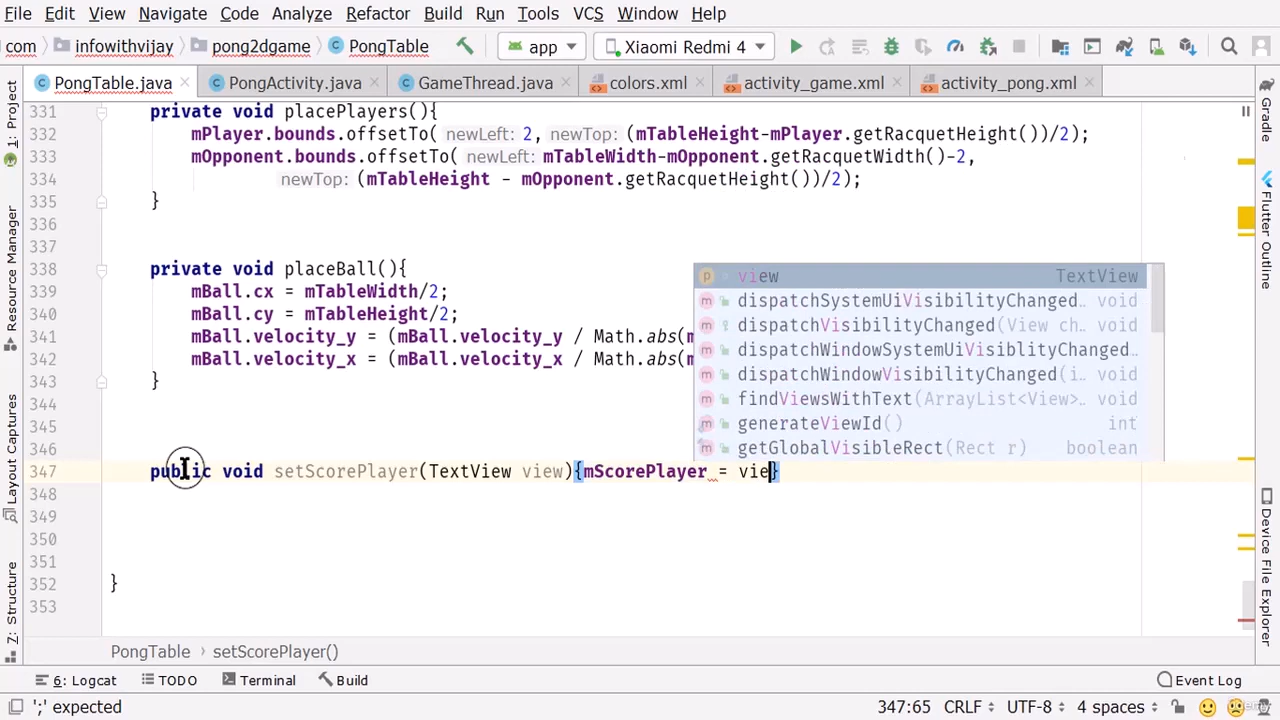 File Edit View Navigate Code Analyze Refactor Build Run Tools VCS Window Help
com infowithvijay pong2dgame PongTable app Xiaomi Redmi 4
PongTable.java PongActivity.java GameThread.java colors.xml activity_game.xml activity_pong.xml
1: Project
Resource Manager
Layout Captures
Z: Structure
331 private void placePlayers(){
332 mPlayer.bounds.offsetTo( newLeft: 2, newTop: (mTableHeight-mPlayer.getRacquetHeight())/2);
333 mOpponent.bounds.offsetTo( newLeft: mTableWidth-mOpponent.getRacquetWidth()-2,
334 newTop: (mTableHeight - mOpponent.getRacquetHeight())/2);
335 }
336
337
338 private void placeBall(){
339 mBall.cx = mTableWidth/2;
340 mBall.cy = mTableHeight/2;
341 mBall.velocity_y = (mBall.velocity_y / Math.abs(m
342 mBall.velocity_x = (mBall.velocity_x / Math.abs(m
343 }
344
345
346
347 public void setScorePlayer(TextView view){mScorePlayer = vie}
348
349
350
351
352 }
353
view TextView
dispatchSystemUiVisibilityChanged… void
dispatchVisibilityChanged(View ch… void
dispatchWindowSystemUiVisiblityChanged…
dispatchWindowVisibilityChanged(i… void
findViewsWithText(ArrayList<View>… void
generateViewId() int
getGlobalVisibleRect(Rect r) boolean
Gradle
Flutter Outline
Device File Explorer
PongTable setScorePlayer()
6: Logcat TODO Terminal Build Event Log
';' expected 347:65 CRLF UTF-8 4 spaces